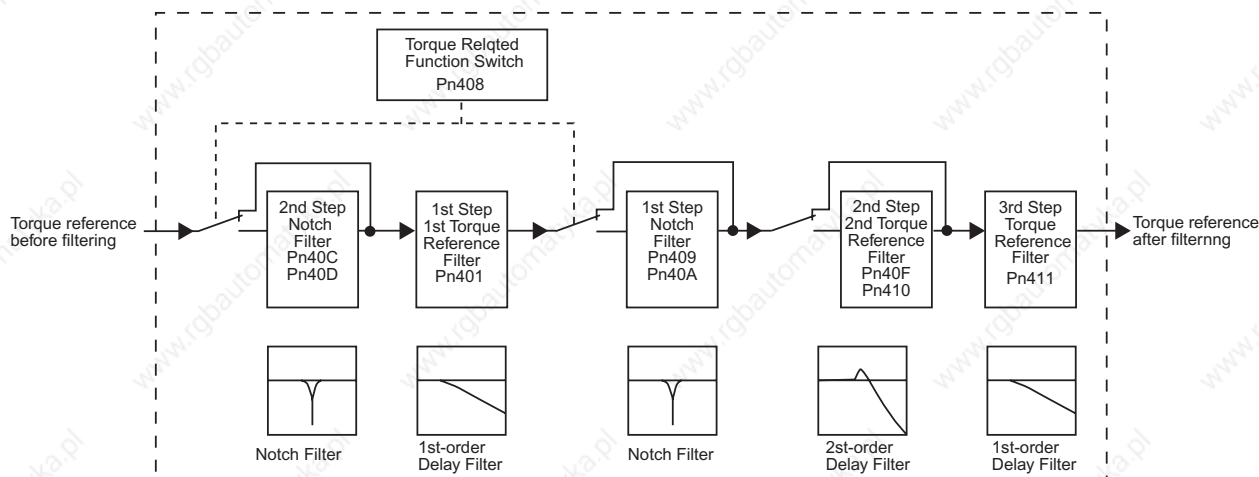 Torque Relqted
Function Switch
Pn408
Torque reference
before filtering
2nd Step
Notch
Filter
Pn40C
Pn40D
1st Step
1st Torque
Reference
Filter
Pn401
1st Step
Notch
Filter
Pn409
Pn40A
2nd Step
2nd Torque
Reference
Filter
Pn40F
Pn410
3rd Step
Torque
Reference
Filter
Pn411
Torque reference
after filternng
Notch Filter
1st-order
Delay Filter
Notch Filter
2st-order
Delay Filter
1st-order
Delay Filter
www.rgbautomatyka.pl